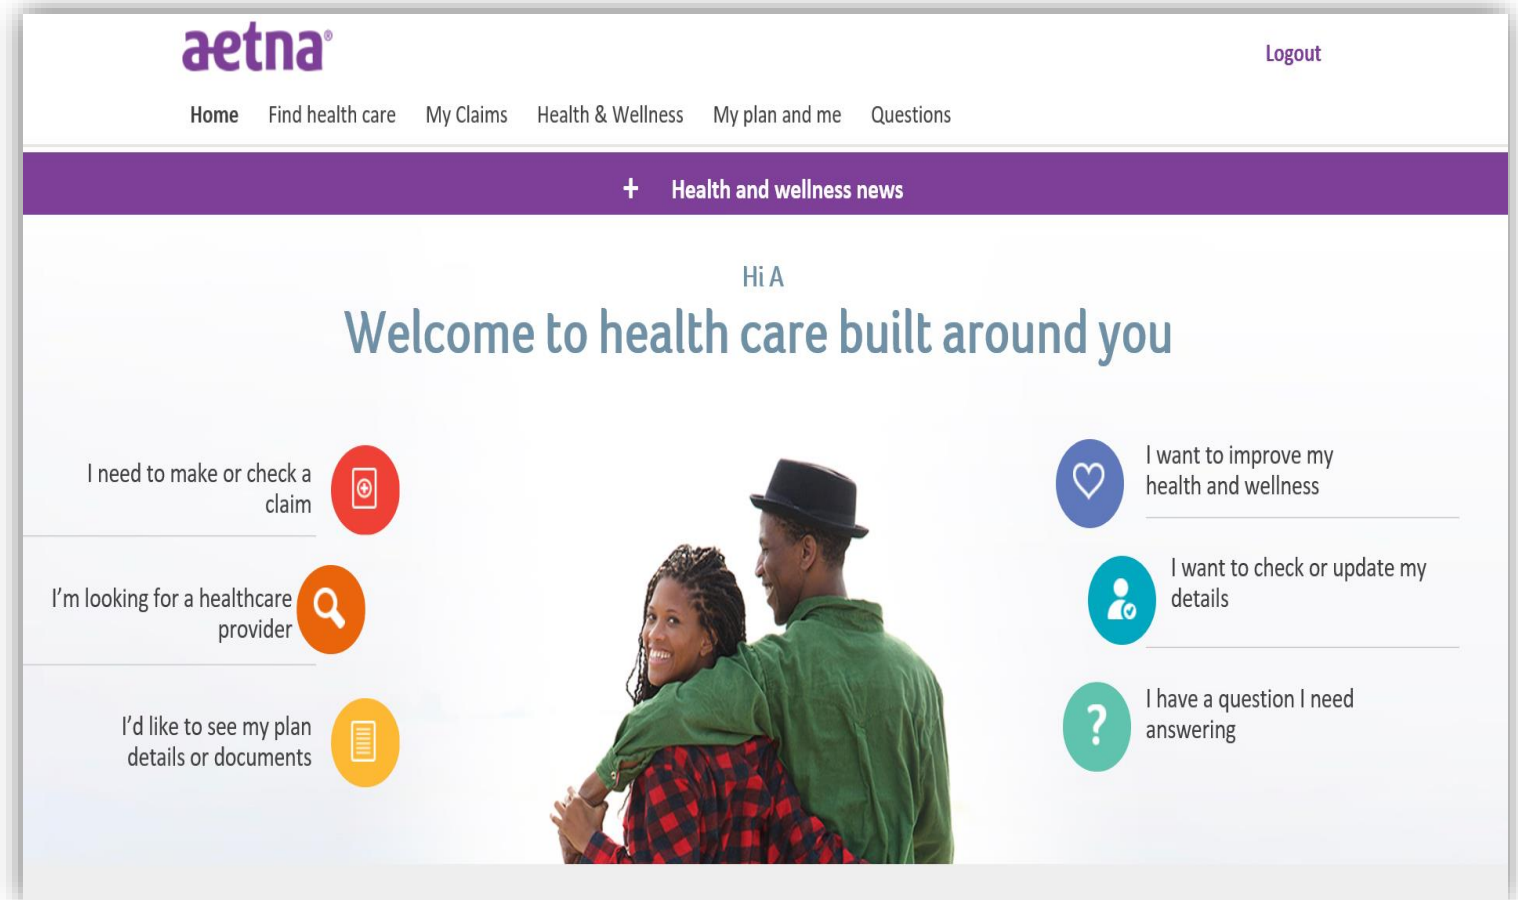 aetna®
Logout
Home Find health care My Claims Health & Wellness My plan and me Questions
+ Health and wellness news
Hi A
Welcome to health care built around you
I need to make or check a
claim
I'm looking for a healthcare
provider
I'd like to see my plan
details or documents
I want to improve my
health and wellness
I want to check or update my
details
? I have a question I need
answering